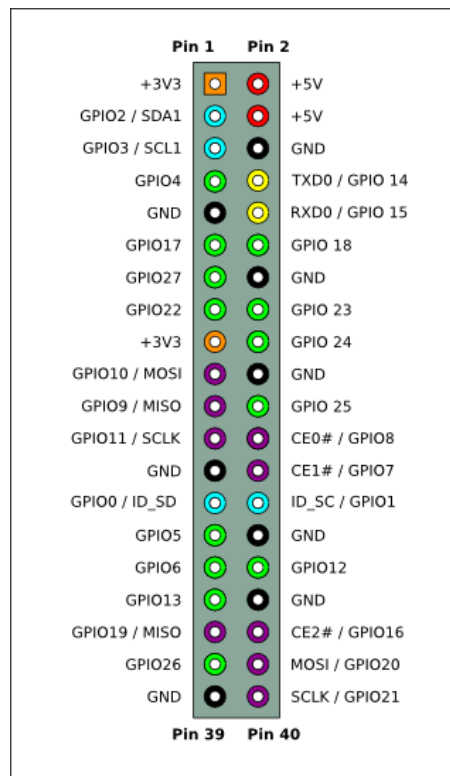 Pin 1 Pin 2
+3V3 +5V
GPIO2 / SDA1 +5V
GPIO3 / SCL1 GND
GPIO4 TXD0 / GPIO 14
GND RXD0 / GPIO 15
GPIO17 GPIO 18
GPIO27 GND
GPIO22 GPIO 23
+3V3 GPIO 24
GPIO10 / MOSI GND
GPIO9 / MISO GPIO 25
GPIO11 / SCLK CE0# / GPIO8
GND CE1# / GPIO7
GPIO0 / ID_SD ID_SC / GPIO1
GPIO5 GND
GPIO6 GPIO12
GPIO13 GND
GPIO19 / MISO CE2# / GPIO16
GPIO26 MOSI / GPIO20
GND SCLK / GPIO21
Pin 39 Pin 40